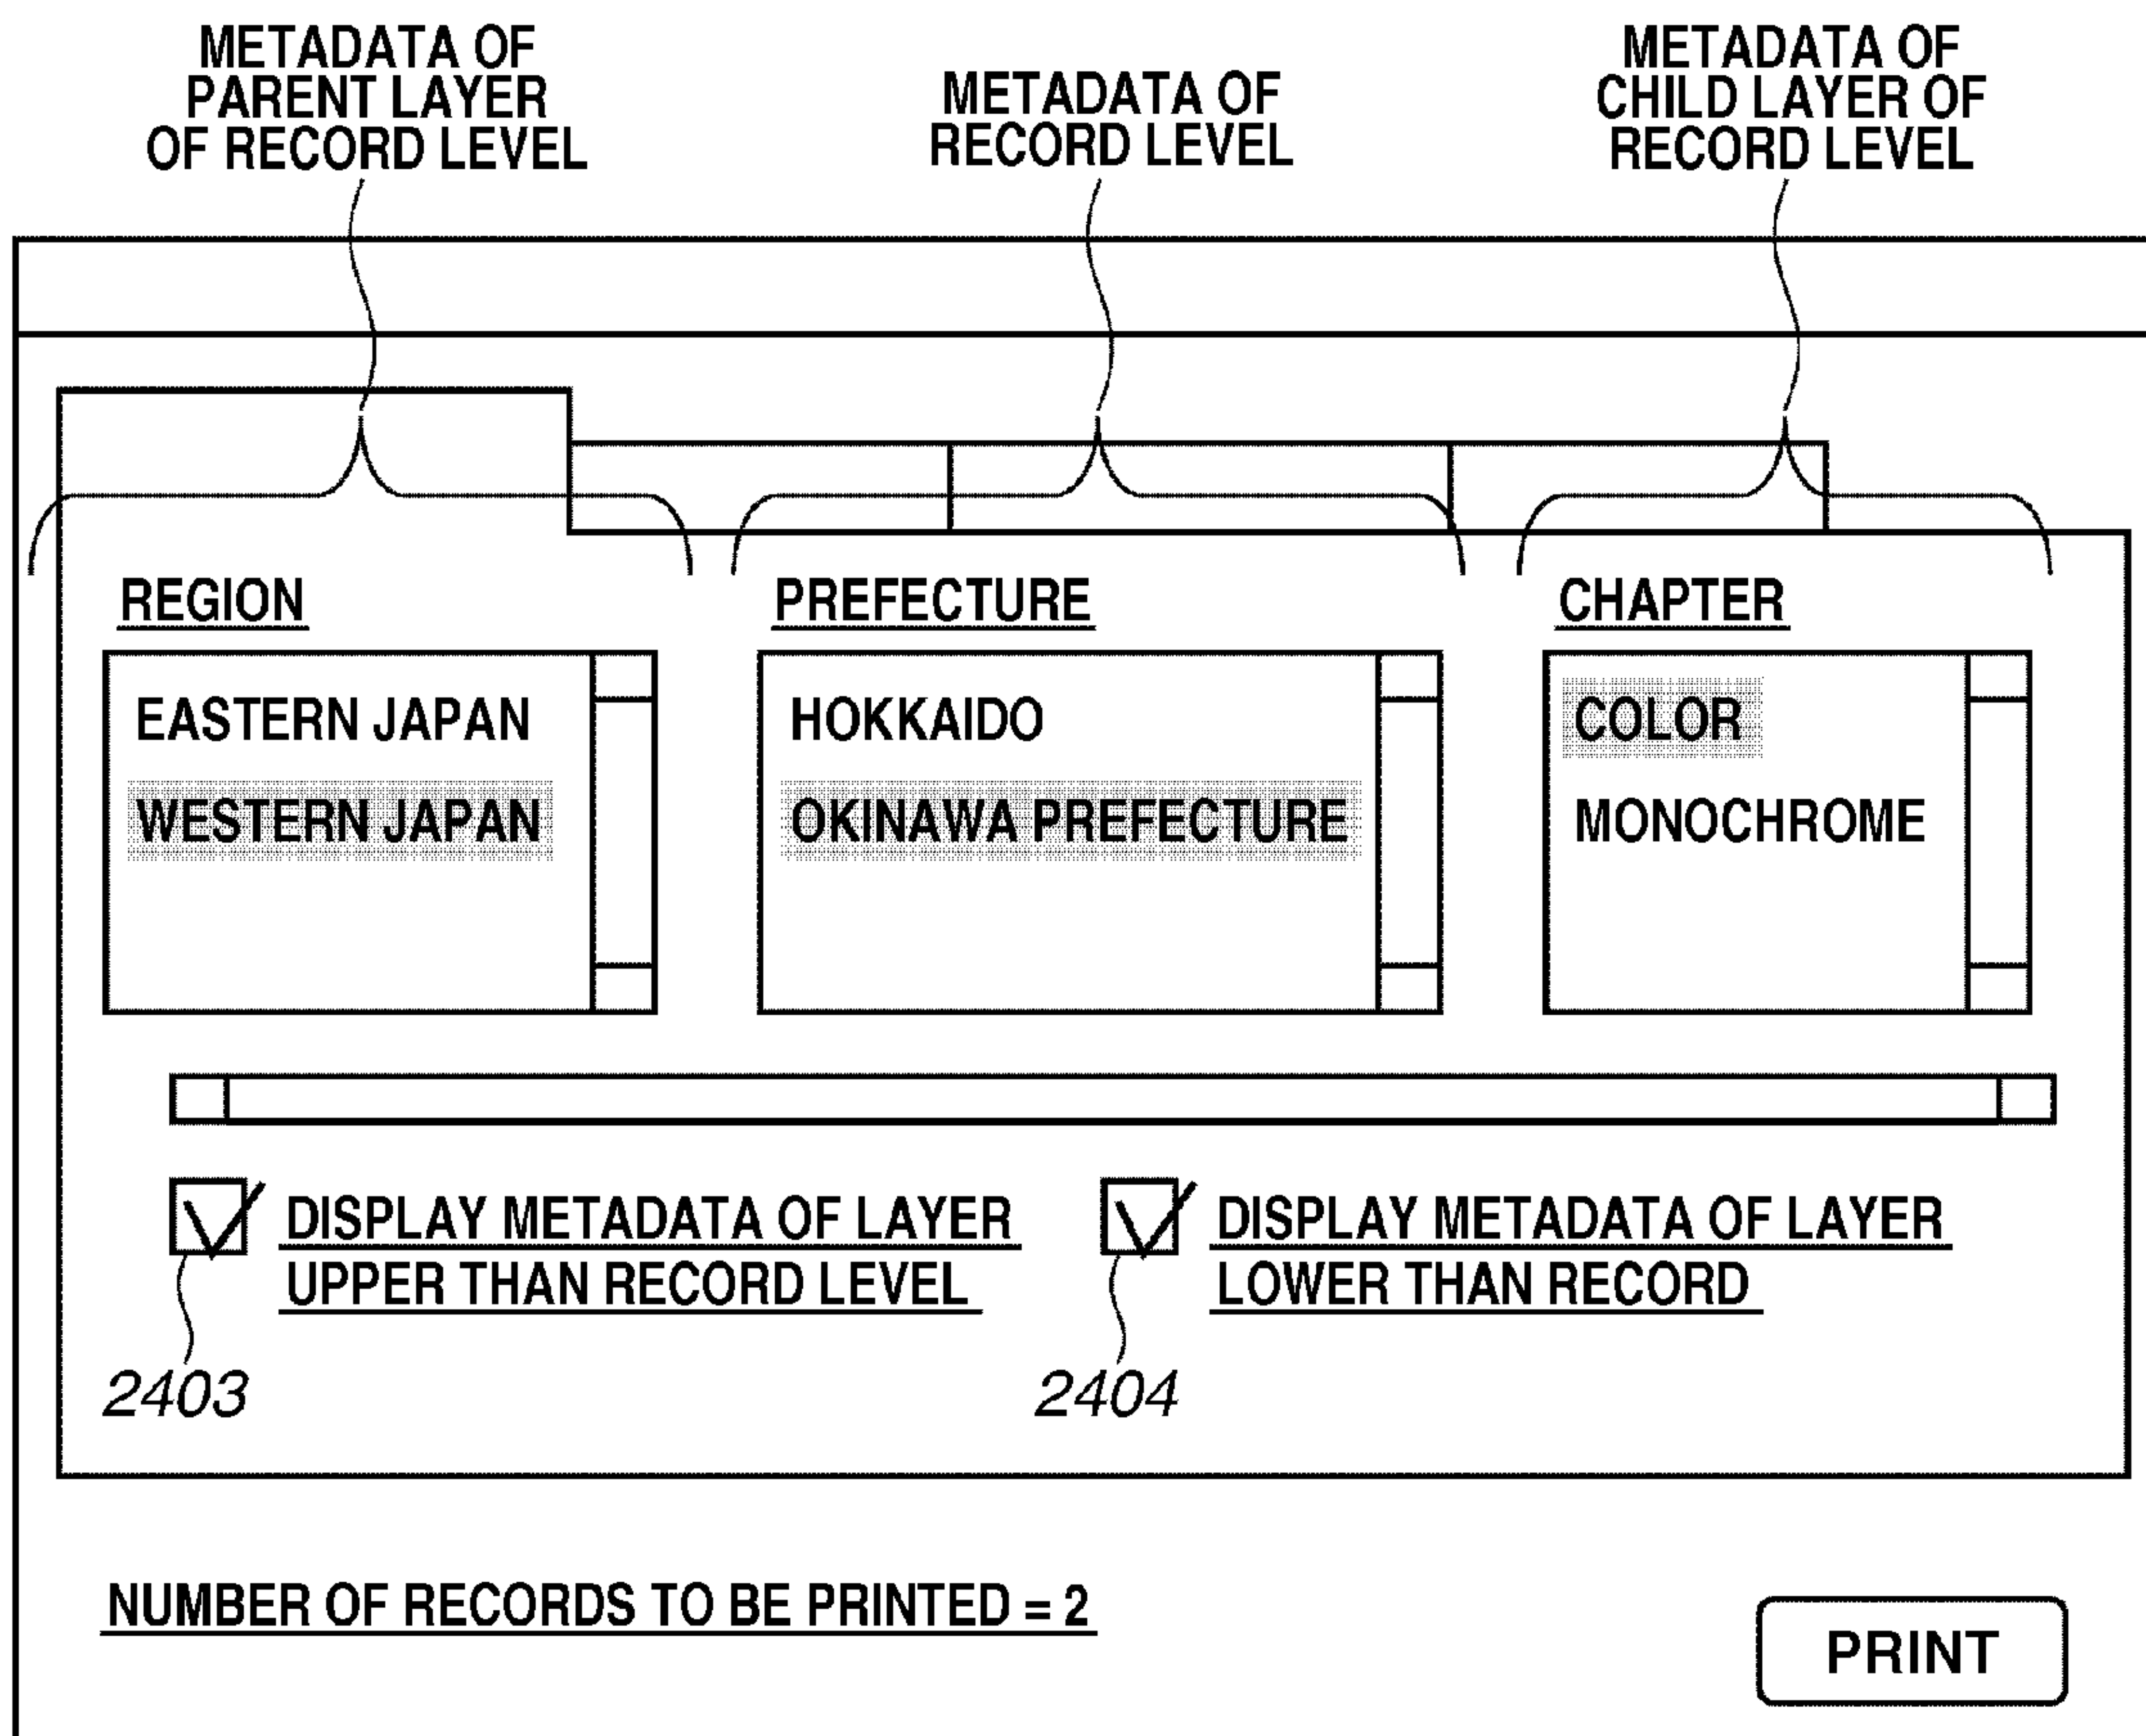 METADATA OF
PARENT LAYER
OF RECORD LEVEL
METADATA OF
RECORD LEVEL
METADATA OF
CHILD LAYER OF
RECORD LEVEL
REGION
EASTERN JAPAN
WESTERN JAPAN
PREFECTURE
HOKKAIDO
OKINAWA PREFECTURE
CHAPTER
COLOR
MONOCHROME
DISPLAY METADATA OF LAYER
UPPER THAN RECORD LEVEL
2403
DISPLAY METADATA OF LAYER
LOWER THAN RECORD
2404
NUMBER OF RECORDS TO BE PRINTED = 2
PRINT